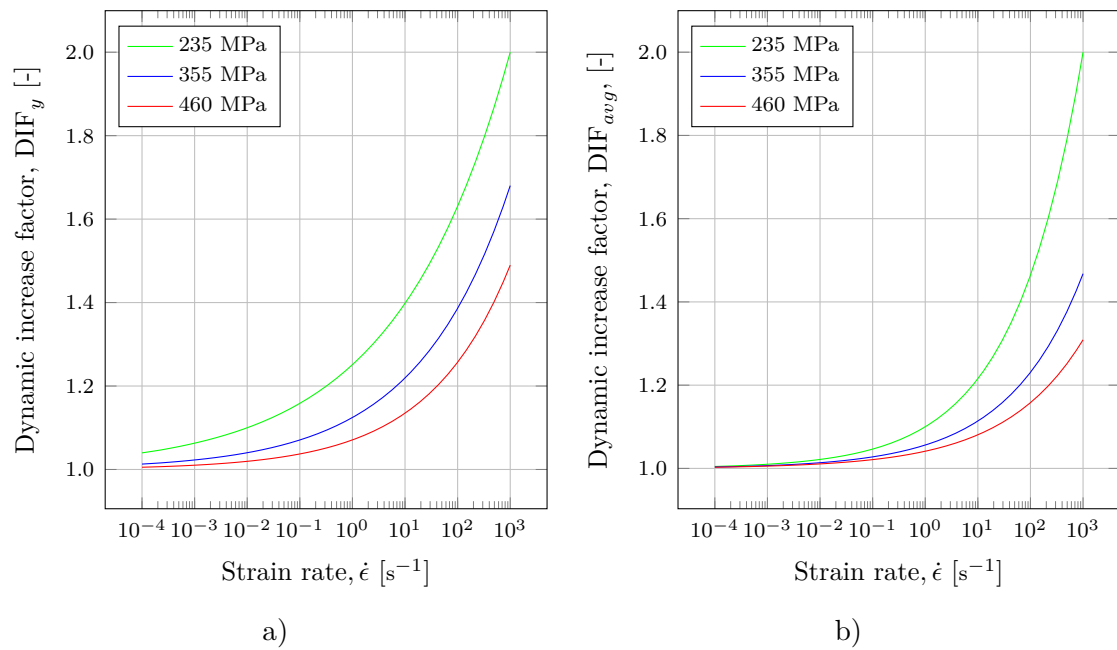 Dynamic increase factor, DIF_y [-]
2.0
1.8
1.6
1.4
1.2
1.0
235 MPa
355 MPa
460 MPa
10^−4 10^−3 10^−2 10^−1 10^0 10^1 10^2 10^3
Strain rate, ε̇ [s^−1]
a)
Dynamic increase factor, DIF_avg, [-]
2.0
1.8
1.6
1.4
1.2
1.0
235 MPa
355 MPa
460 MPa
10^−4 10^−3 10^−2 10^−1 10^0 10^1 10^2 10^3
Strain rate, ε̇ [s^−1]
b)